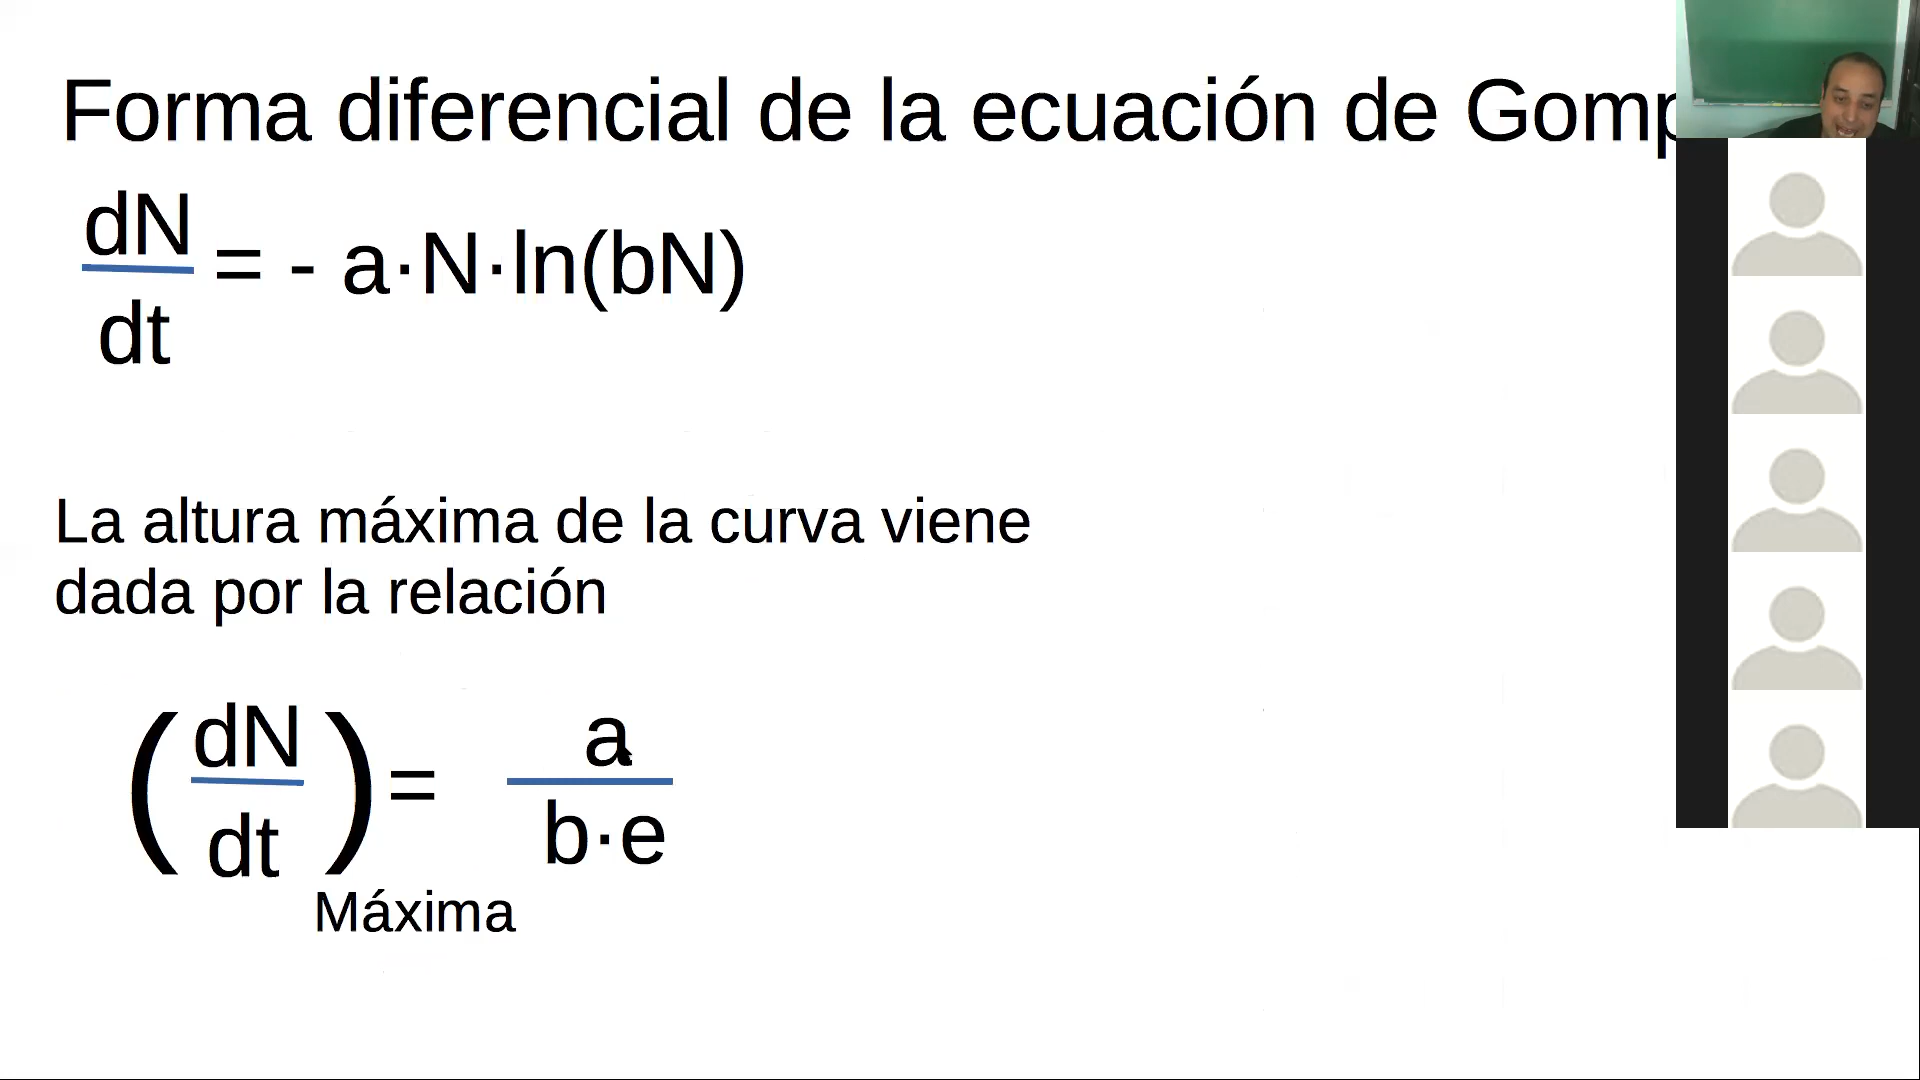 Forma diferencial de la ecuación de Gomp
dN
dt
= - a·N·ln(bN)
La altura máxima de la curva viene
dada por la relación
(dN
dt) Máxima
=
a
b·e